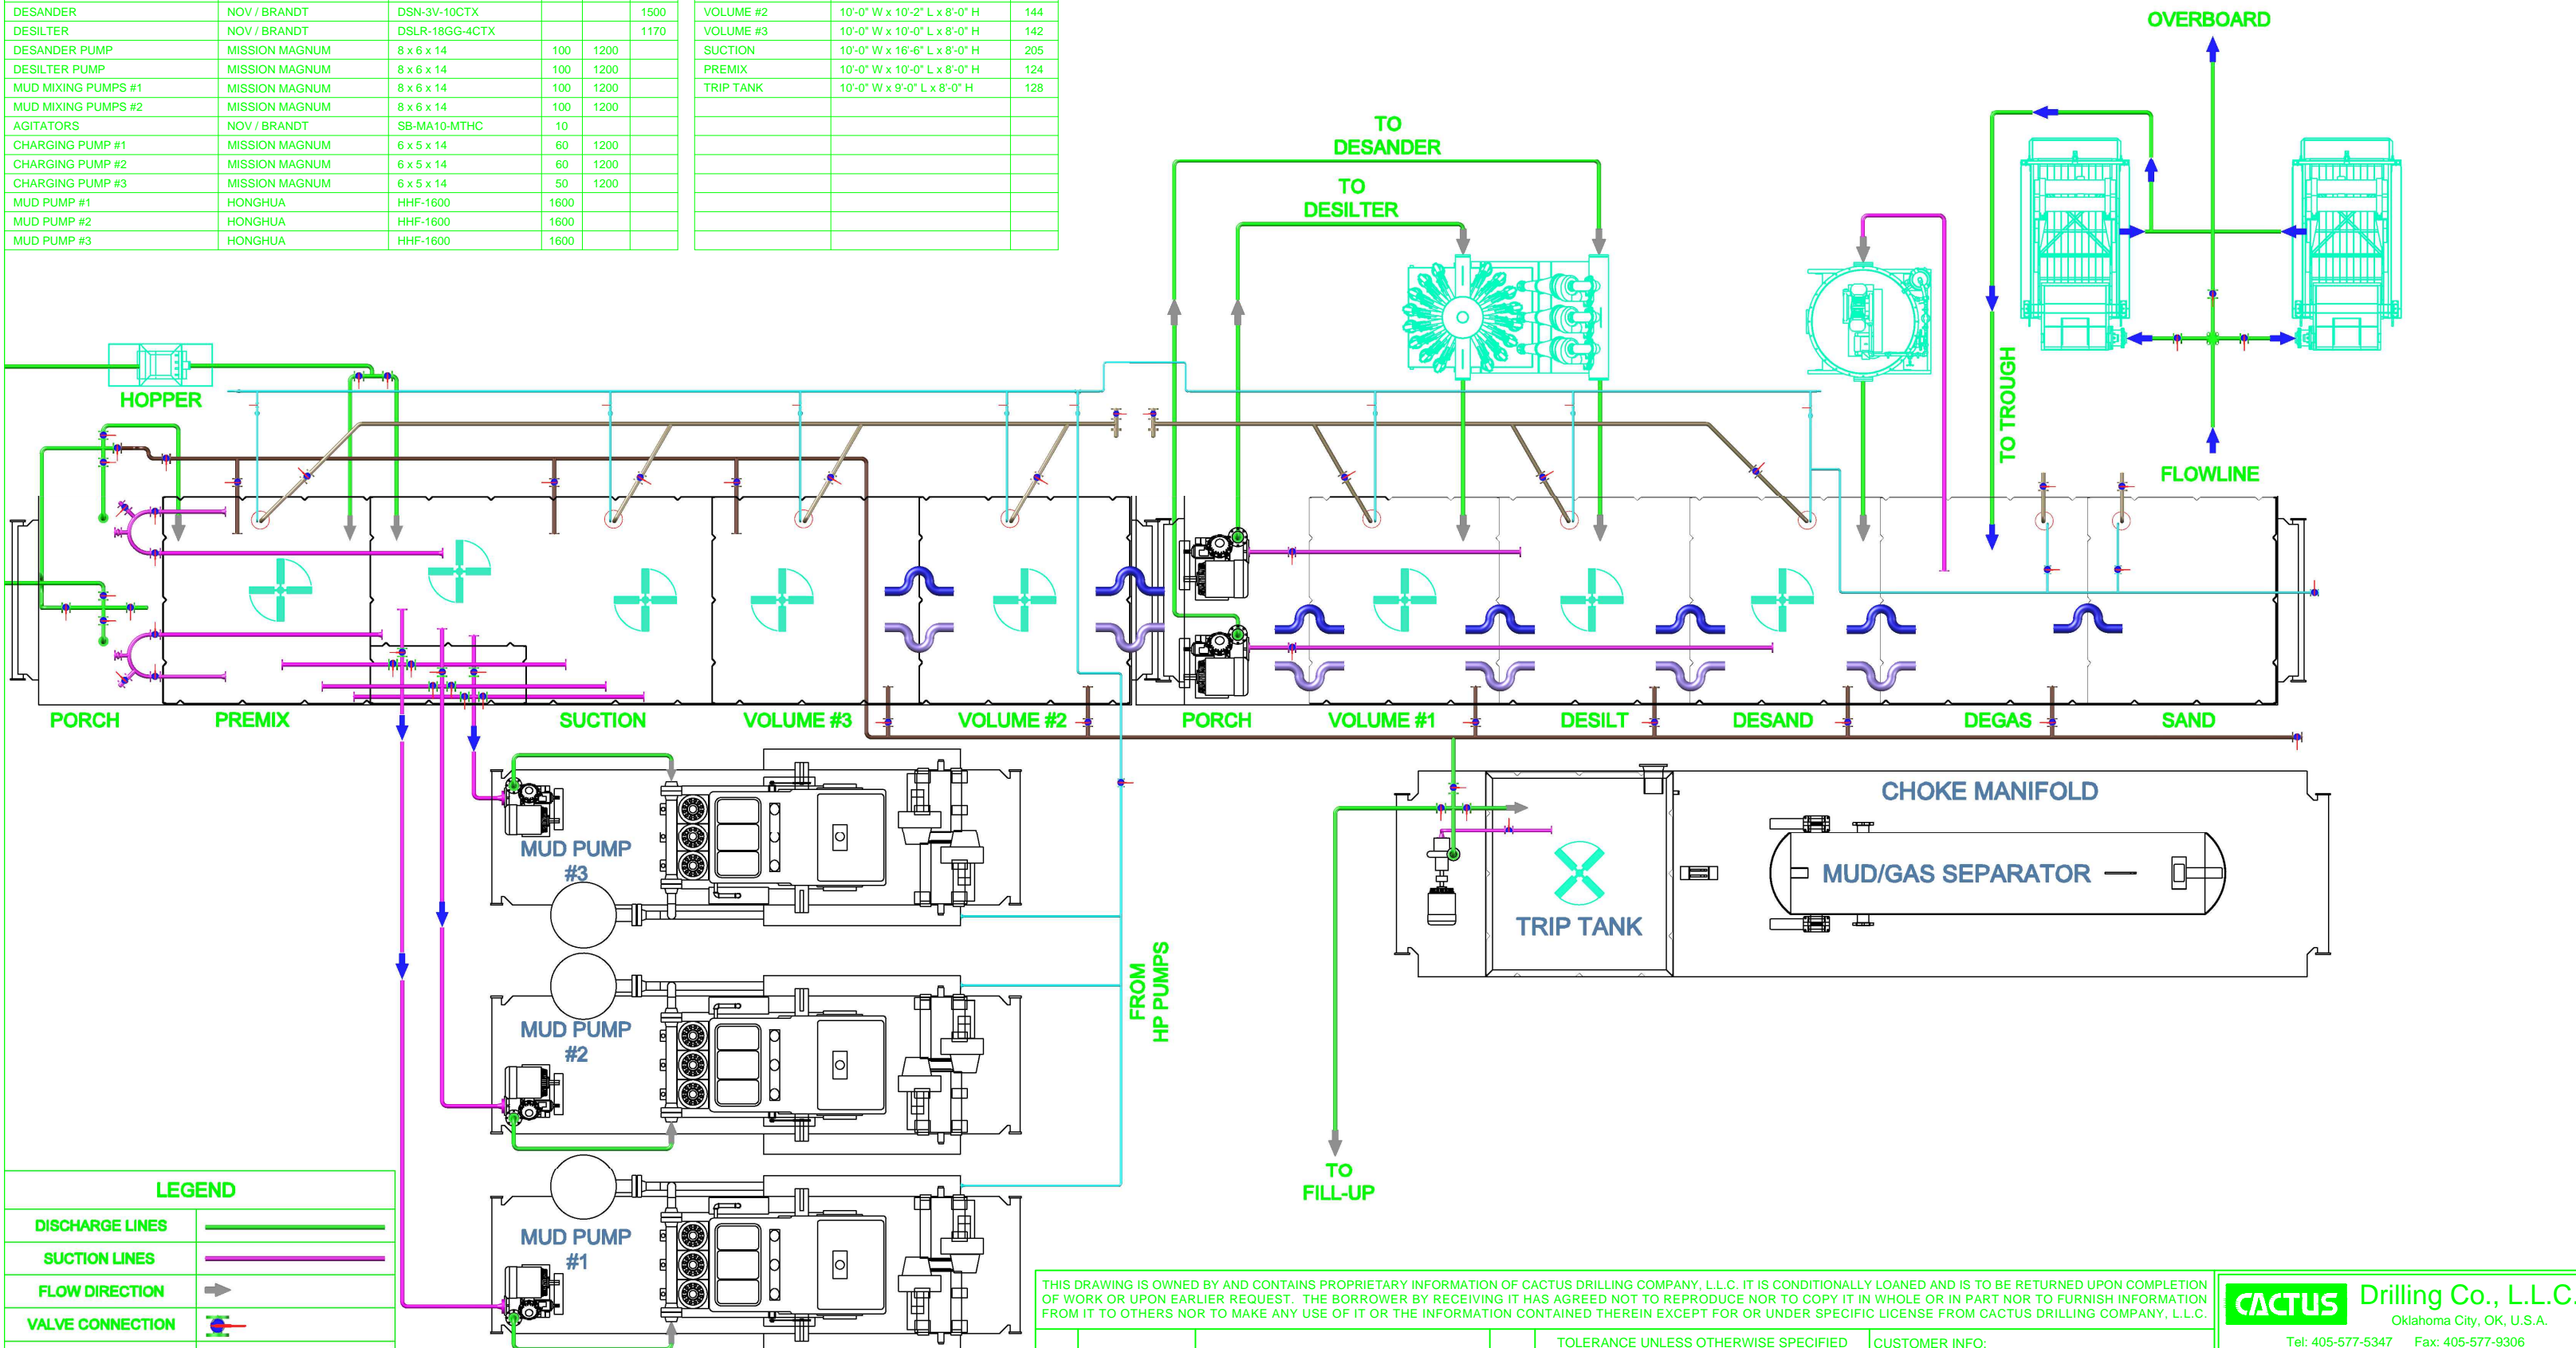 DESANDER NOV / BRANDT DSN-3V-10CTX 1500
DESILTER NOV / BRANDT DSLR-18GG-4CTX 1170
DESANDER PUMP MISSION MAGNUM 8 x 6 x 14 100 1200
DESILTER PUMP MISSION MAGNUM 8 x 6 x 14 100 1200
MUD MIXING PUMPS #1 MISSION MAGNUM 8 x 6 x 14 100 1200
MUD MIXING PUMPS #2 MISSION MAGNUM 8 x 6 x 14 100 1200
AGITATORS NOV / BRANDT SB-MA10-MTHC 10
CHARGING PUMP #1 MISSION MAGNUM 6 x 5 x 14 60 1200
CHARGING PUMP #2 MISSION MAGNUM 6 x 5 x 14 60 1200
CHARGING PUMP #3 MISSION MAGNUM 6 x 5 x 14 50 1200
MUD PUMP #1 HONGHUA HHF-1600 1600
MUD PUMP #2 HONGHUA HHF-1600 1600
MUD PUMP #3 HONGHUA HHF-1600 1600
VOLUME #2 10'-0" W x 10'-2" L x 8'-0" H 144
VOLUME #3 10'-0" W x 10'-0" L x 8'-0" H 142
SUCTION 10'-0" W x 16'-6" L x 8'-0" H 205
PREMIX 10'-0" W x 10'-0" L x 8'-0" H 124
TRIP TANK 10'-0" W x 9'-0" L x 8'-0" H 128
OVERBOARD
TO
DESANDER
TO
DESILTER
TO TROUGH
FLOWLINE
HOPPER
PORCH PREMIX SUCTION VOLUME #3 VOLUME #2 PORCH VOLUME #1 DESILT DESAND DEGAS SAND
MUD PUMP
#3
CHOKE MANIFOLD
MUD/GAS SEPARATOR
TRIP TANK
FROM
HP PUMPS
MUD PUMP
#2
TO
FILL-UP
MUD PUMP
#1
LEGEND
DISCHARGE LINES
SUCTION LINES
FLOW DIRECTION
VALVE CONNECTION
THIS DRAWING IS OWNED BY AND CONTAINS PROPRIETARY INFORMATION OF CACTUS DRILLING COMPANY, L.L.C. IT IS CONDITIONALLY LOANED AND IS TO BE RETURNED UPON COMPLETION
OF WORK OR UPON EARLIER REQUEST. THE BORROWER BY RECEIVING IT HAS AGREED NOT TO REPRODUCE NOR TO COPY IT IN WHOLE OR IN PART NOR TO FURNISH INFORMATION
FROM IT TO OTHERS NOR TO MAKE ANY USE OF IT OR THE INFORMATION CONTAINED THEREIN EXCEPT FOR OR UNDER SPECIFIC LICENSE FROM CACTUS DRILLING COMPANY, L.L.C.
TOLERANCE UNLESS OTHERWISE SPECIFIED
CUSTOMER INFO:
CACTUS Drilling Co., L.L.C.
Oklahoma City, OK, U.S.A.
Tel: 405-577-5347 Fax: 405-577-9306